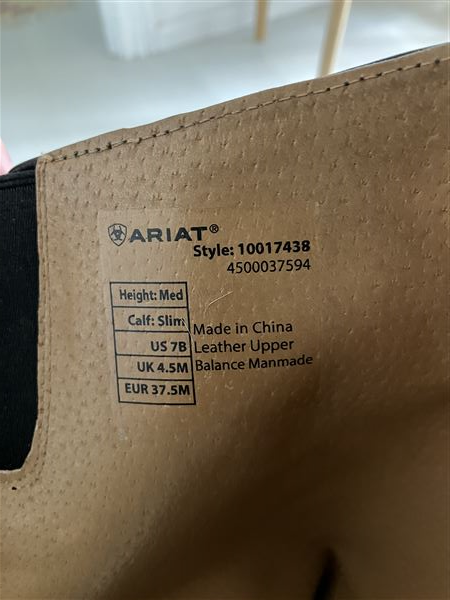 ARIAT®
Style: 10017438
4500037594
Height: Med
Calf: Slim
US 7B
UK 4.5M
EUR 37.5M
Made in China
Leather Upper
Balance Manmade